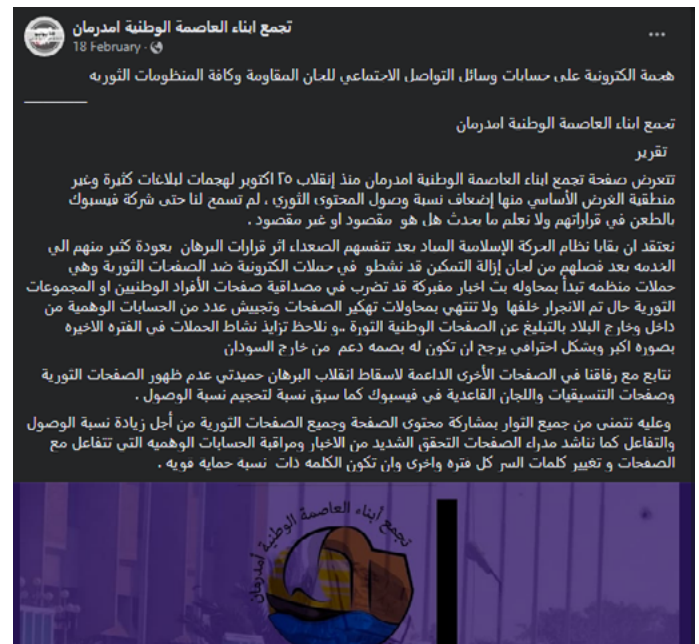 تجمع ابناء العاصمة الوطنية امدرمان
18 February
هجمة الكترونية على حسابات وسائل التواصل الاجتماعي للجان المقاومة وكافة المنظومات الثوريه
تجمع ابناء العاصمة الوطنية امدرمان
تقرير
تتعرض صفحة تجمع ابناء العاصمة الوطنية امدرمان منذ إنقلاب ٢٥ اكتوبر لهجمات لبلاغات كثيرة وغير
منطقية الغرض الأساسي منها إضعاف نسبة وصول المحتوى الثوري ، لم تسمح لنا حتى شركة فيسبوك
بالطعن في قراراتهم ولا نعلم ما يحدث هل هو مقصود او غير مقصود .
نعتقد ان بقايا نظام الحركة الإسلامية المباد بعد تنفسهم الصعداء اثر قرارات البرهان بعودة كثير منهم الي
الخدمه بعد فصلهم من لجان إزالة التمكين قد نشطو في حملات الكترونية ضد الصفحات الثورية وهي
حملات منظمه تبدأ بمحاوله بث اخبار مفبركة قد تضرب في مصداقية صفحات الأفراد الوطنيين او المجموعات
الثورية حال تم الانجرار خلفها ولا تنتهي بمحاولات تهكير الصفحات وتجييش عدد من الحسابات الوهمية من
داخل وخارج البلاد بالتبليغ عن الصفحات الوطنية الثورة ..و نلاحظ تزايذ نشاط الحملات في الفتره الاخيره
بصوره اكبر وبشكل احترافي يرجح ان تكون له بصمه دعم من خارج السودان
نتابع مع رفاقنا في الصفحات الأخرى الداعمة لاسقاط انقلاب البرهان حميدتي عدم ظهور الصفحات الثورية
وصفحات التنسيقيات واللجان القاعدية في فيسبوك كما سبق نسبة لتحجيم نسبة الوصول .
وعليه نتمنى من جميع الثوار بمشاركة محتوى الصفحة وجميع الصفحات الثورية من أجل زيادة نسبة الوصول
والتفاعل كما نناشد مدراء الصفحات التحقق الشديد من الاخبار ومراقبة الحسابات الوهميه التي تتفاعل مع
الصفحات و تغيير كلمات السر كل فتره واخرى وان تكون الكلمه ذات نسبة حماية قويه .
تجمع أبناء العاصمة الوطنية أمدرمان